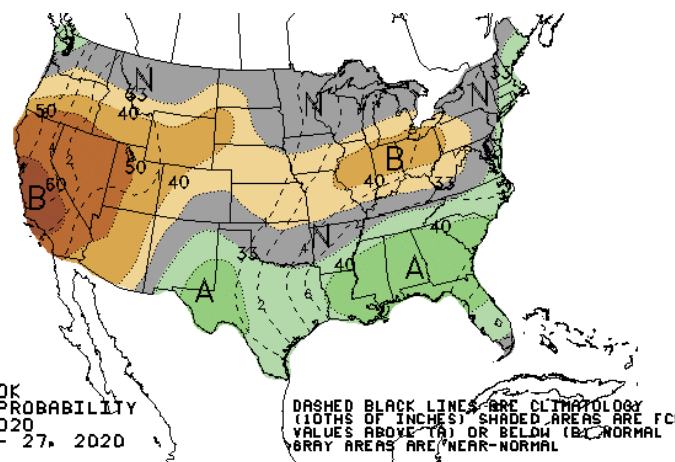 33
N
N
N
33
50
40
50
B
40
33
B
60
40
N
33
40
40
A
A
2
6
OK
PROBABILITY
020
- 27, 2020
DASHED BLACK LINES ARE CLIMATOLOGY
(10THS OF INCHES) SHADED AREAS ARE FC
VALUES ABOVE (A) OR BELOW (B) NORMAL
GRAY AREAS ARE NEAR-NORMAL